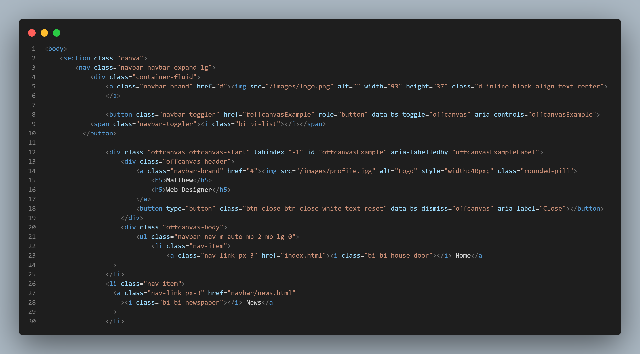 1 <body>
2 <section class="canva">
3 <nav class="navbar navbar-expand-lg">
4 <div class="container-fluid">
5 <a class="navbar-brand" href="#"><img src="/images/logo.png" alt="" width="93" height="37" class="d-inline-block align-text-center">
6 </a>
7
8 <button class="navbar-toggler" href="#offcanvasExample" role="button" data-bs-toggle="offcanvas" aria-controls="offcanvasExample">
9 <span class="navbar-toggler"><i class="bi bi-list"></i></span>
10 </button>
11
12 <div class="offcanvas offcanvas-start" tabindex="-1" id="offcanvasExample" aria-labelledby="offcanvasExampleLabel">
13 <div class="offcanvas-header">
14 <a class="navbar-brand" href="#"><img src="/images/profile.jpg" alt="logo" style="width:40px;" class="rounded-pill">
15 <h5>Matthew</h5>
16 <h6>Web Designer</h6>
17 </a>
18 <button type="button" class="btn-close btn-close-white text-reset" data-bs-dismiss="offcanvas" aria-label="Close"></button>
19 </div>
20 <div class="offcanvas-body">
21 <ul class="navbar-nav m-auto mb-2 mb-lg-0">
22 <li class="nav-item">
23 <a class="nav-link px-3" href="index.html"><i class="bi bi-house-door"></i> Home</a
24 >
25 </li>
26 <li class="nav-item">
27 <a class="nav-link px-3" href="navbar/news.html"
28 ><i class="bi bi-newspaper"></i> News</a
29 >
30 </li>